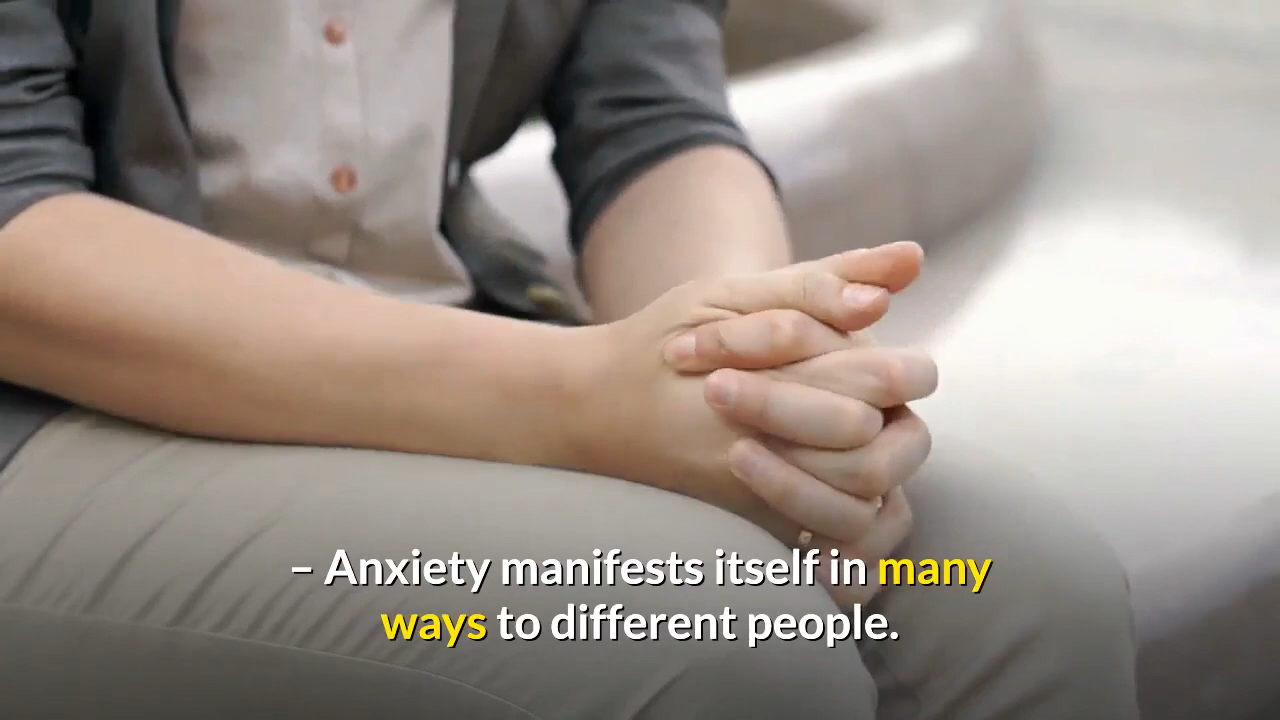 – Anxiety manifests itself in many
ways to different people.